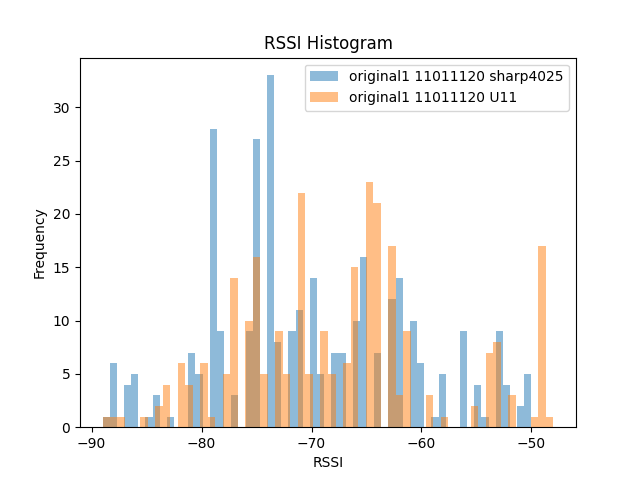 RSSI Histogram
original1 11011120 sharp4025
original1 11011120 U11
30
25
20
15
10
5
0
Frequency
−90 −80 −70 −60 −50
RSSI